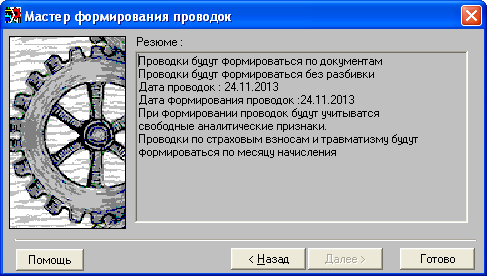 Мастер формирования проводок
Резюме :
Проводки будут формироваться по документам
Проводки будут формироваться без разбивки
Дата проводок : 24.11.2013
Дата формирования проводок :24.11.2013
При формировании проводок будут учитыватся
свободные аналитические признаки.
Проводки по страховым взносам и травматизму будут
формироваться по месяцу начисления
Помощь
< Назад
Далее >
Готово